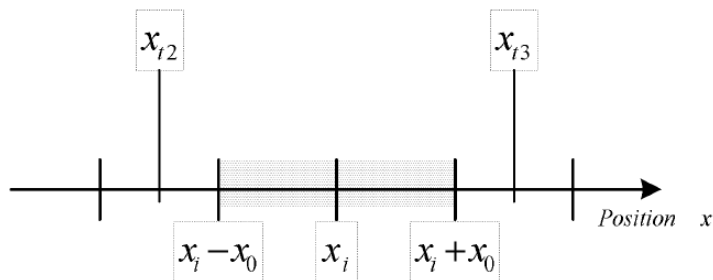 x_{t2} x_{t3}
Position x
x_i − x_0 x_i x_i + x_0